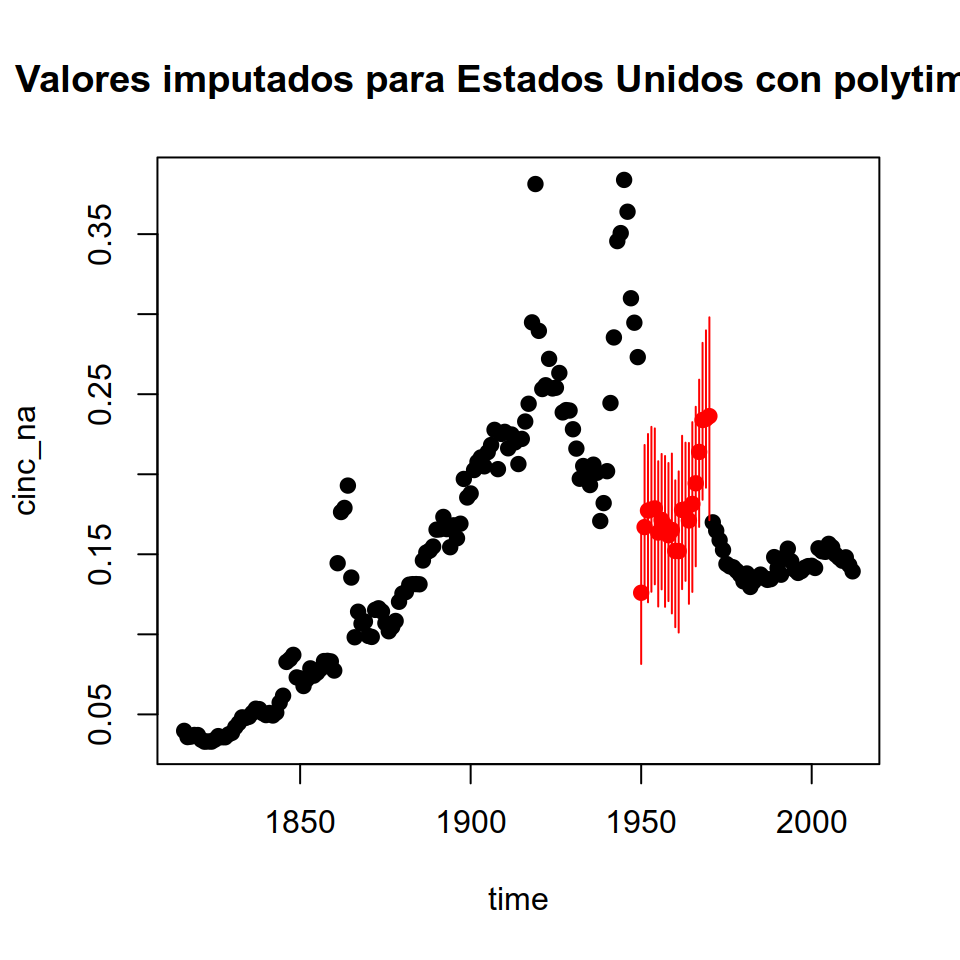 Valores imputados para Estados Unidos con polytim
cinc_na
0.35
0.25
0.15
0.05
1850 1900 1950 2000
time